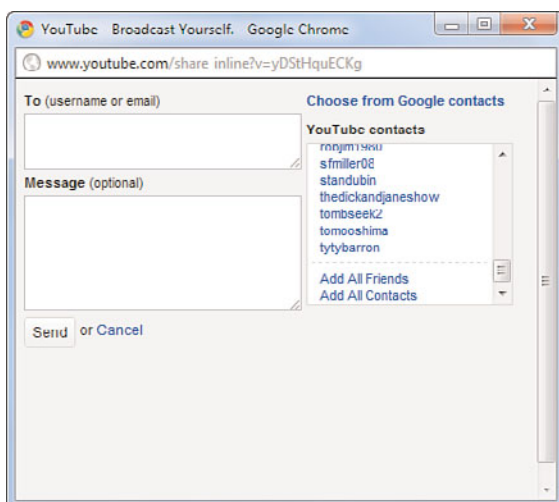 YouTube Broadcast Yourself. Google Chrome
www.youtube.com/share inline?v=yDStHquECKg
To (username or email)
Choose from Google contacts
YouTube contacts
sfmiller08
standubin
thedickandjaneshow
tombseek2
tomooshima
tytybarron
Add All Friends
Add All Contacts
Message (optional)
Send or Cancel